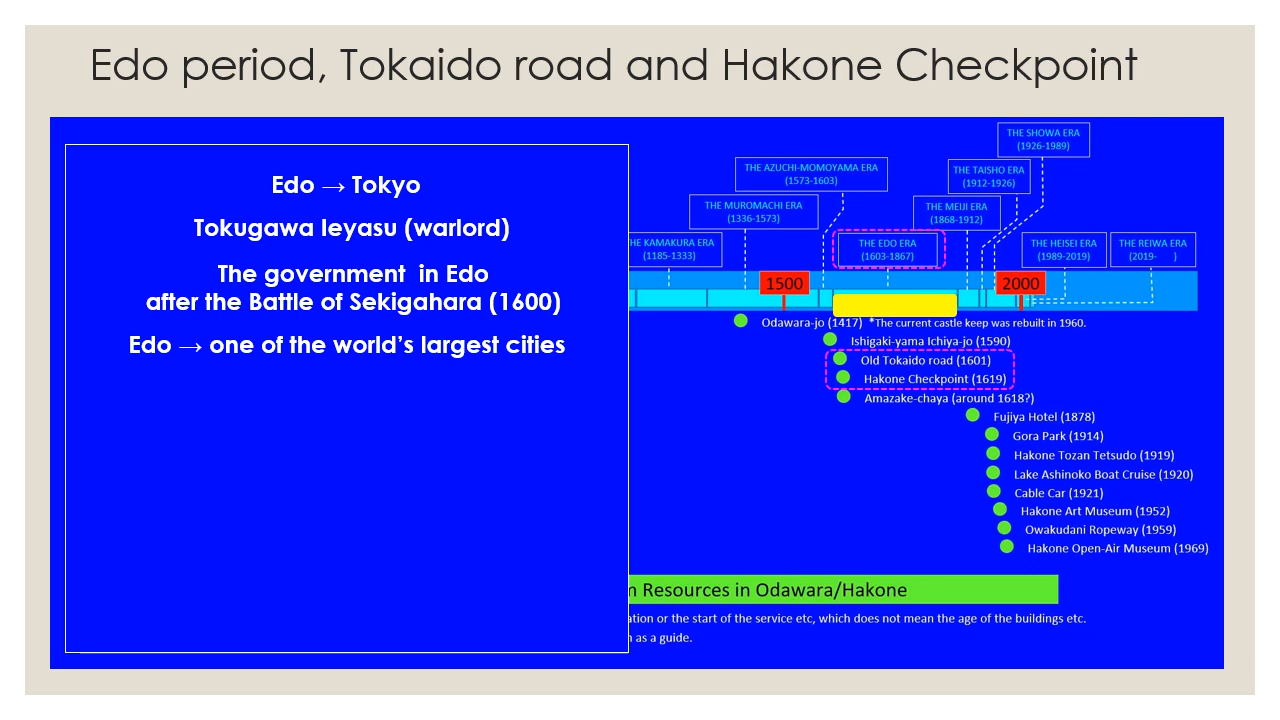 Edo period, Tokaido road and Hakone Checkpoint
Edo → Tokyo
Tokugawa Ieyasu (warlord)
The government in Edo
after the Battle of Sekigahara (1600)
Edo → one of the world's largest cities
THE SHOWA ERA
(1926-1989)
THE AZUCHI-MOMOYAMA ERA
(1573-1603)
THE TAISHO ERA
(1912-1926)
THE MUROMACHI ERA
(1336-1573)
THE MEIJI ERA
(1868-1912)
HE KAMAKURA ERA
(1185-1333)
THE EDO ERA
(1603-1867)
THE HEISEI ERA
(1989-2019)
THE REIWA ERA
(2019- )
1500
2000
Odawara-jo (1417) *The current castle keep was rebuilt in 1960.
Ishigaki-yama Ichiya-jo (1590)
Old Tokaido road (1601)
Hakone Checkpoint (1619)
Amazake-chaya (around 1618?)
Fujiya Hotel (1878)
Gora Park (1914)
Hakone Tozan Tetsudo (1919)
Lake Ashinoko Boat Cruise (1920)
Cable Car (1921)
Hakone Art Museum (1952)
Owakudani Ropeway (1959)
Hakone Open-Air Museum (1969)
Resources in Odawara/Hakone
ation or the start of the service etc, which does not mean the age of the buildings etc.
as a guide.